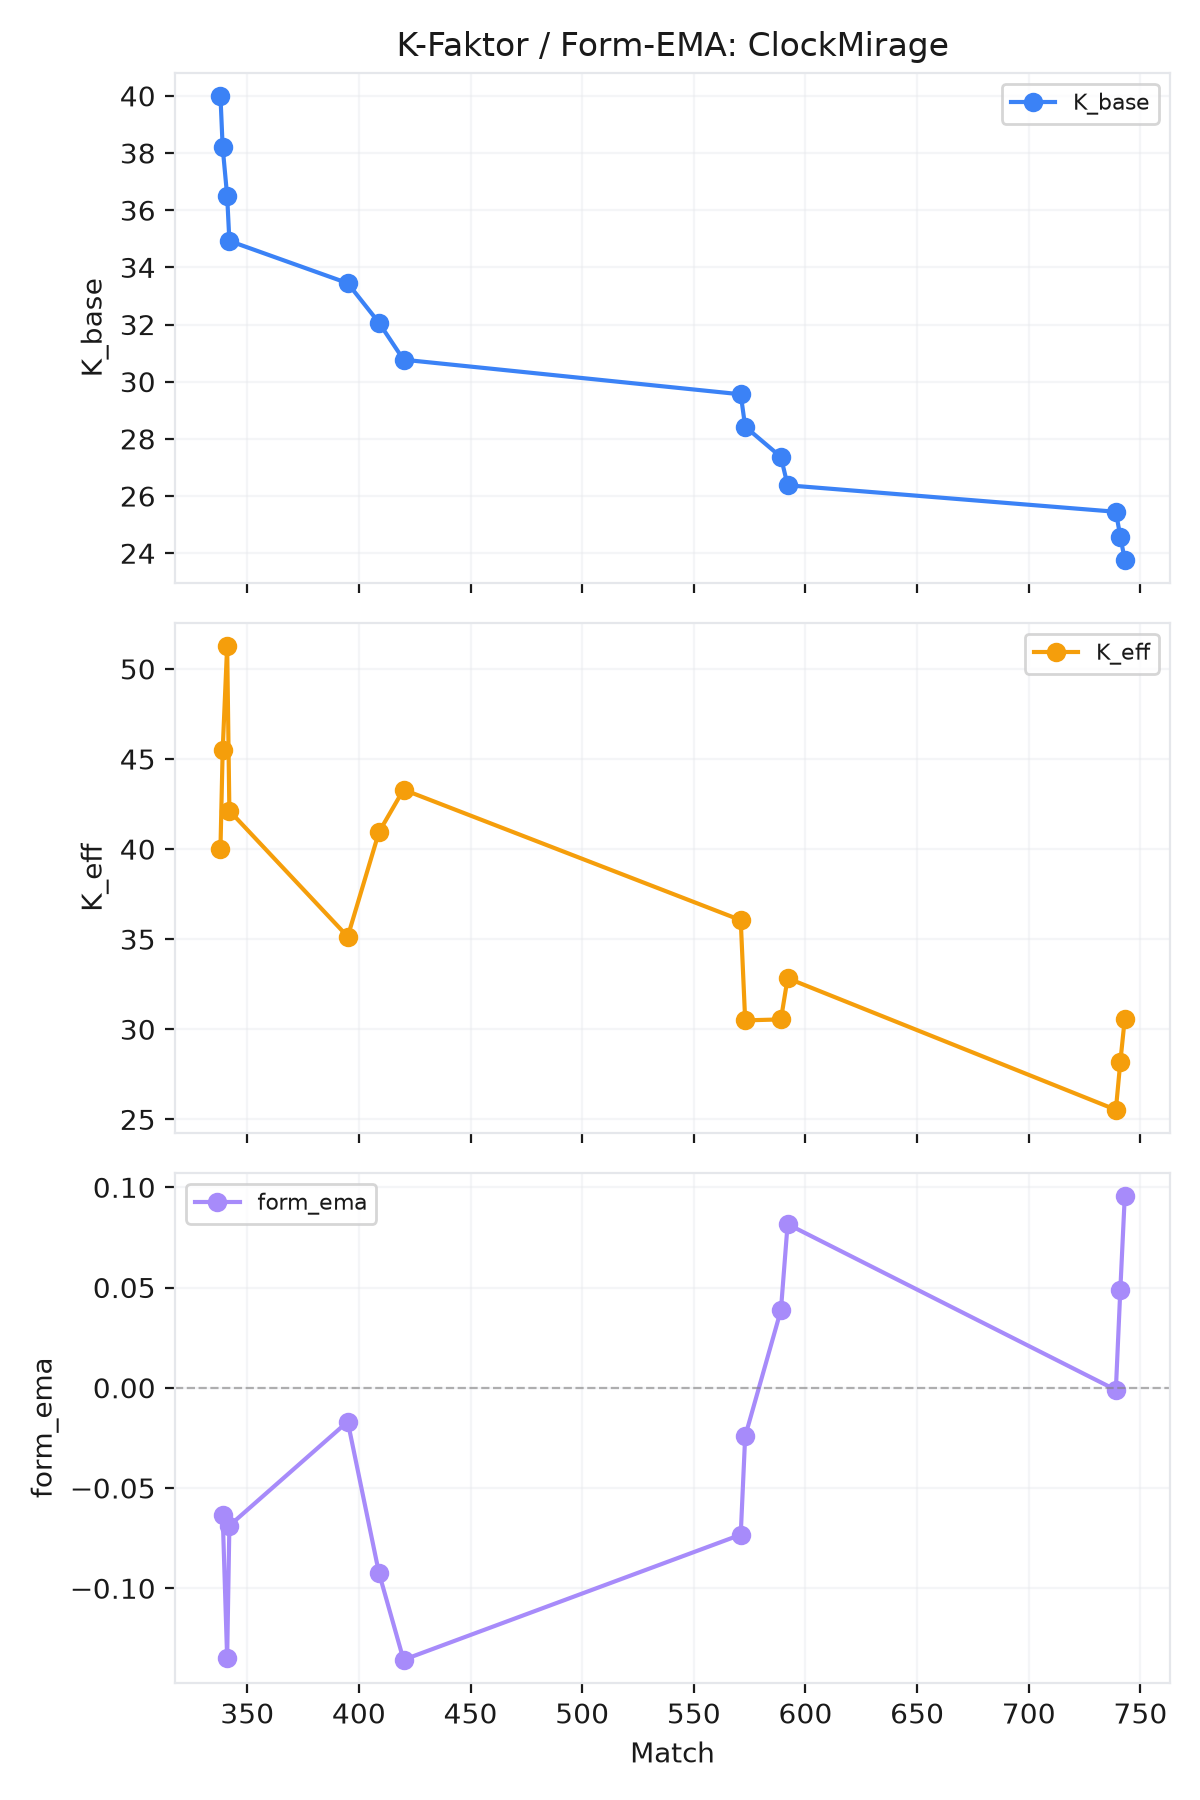 K-Faktor / Form-EMA: ClockMirage
K_base
40
38
36
34
32
30
28
26
24
K_base
K_eff
50
45
40
35
30
25
K_eff
form_ema
0.10
0.05
0.00
−0.05
−0.10
form_ema
350 400 450 500 550 600 650 700 750
Match